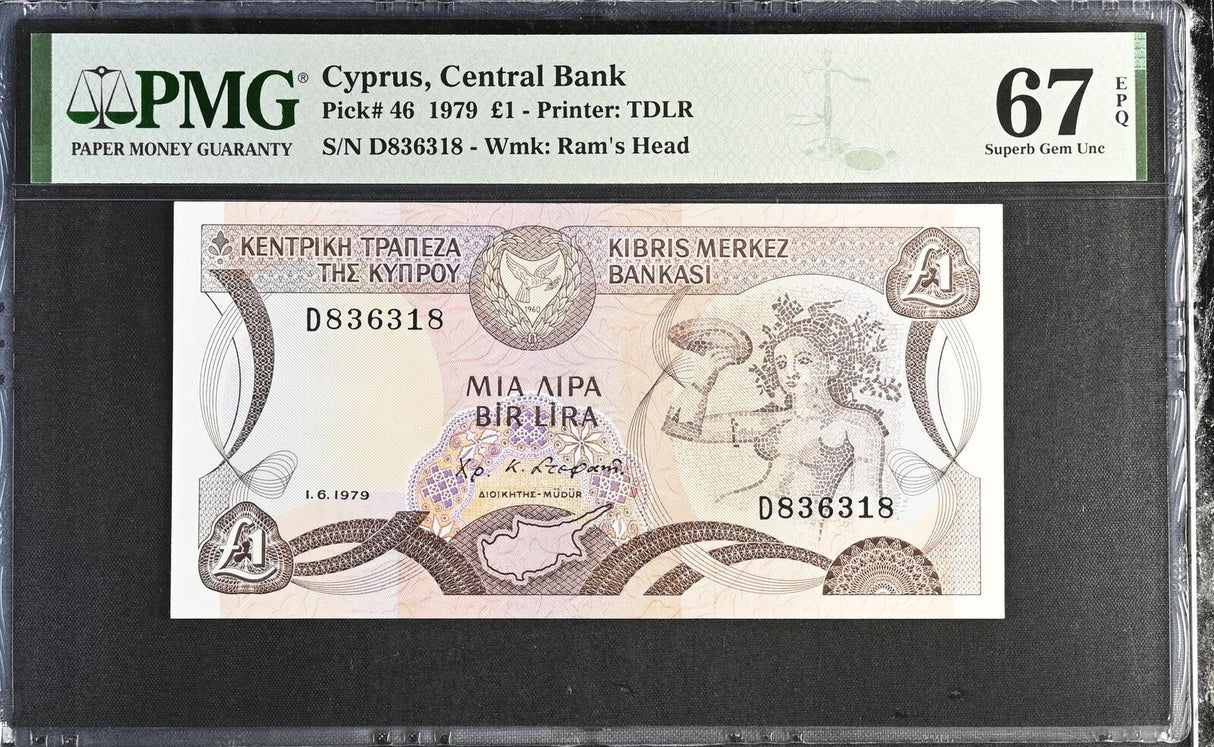 PMG®
PAPER MONEY GUARANTY
Cyprus, Central Bank
Pick# 46 1979 £1 - Printer: TDLR
S/N D836318 - Wmk: Ram's Head
67
EPQ
Superb Gem Unc
ΚΕΝΤΡΙΚΗ ΤΡΑΠΕΖΑ
ΤΗΣ ΚΥΠΡΟΥ
KIBRIS MERKEZ
BANKASI
£1
1960
D836318
ΜΙΑ ΛΙΡΑ
BİR LİRA
Χρ. Κ. Στεφανι.
1.6.1979
ΔΙΟΙΚΗΤΗΣ-MÜDÜR
D836318
£1